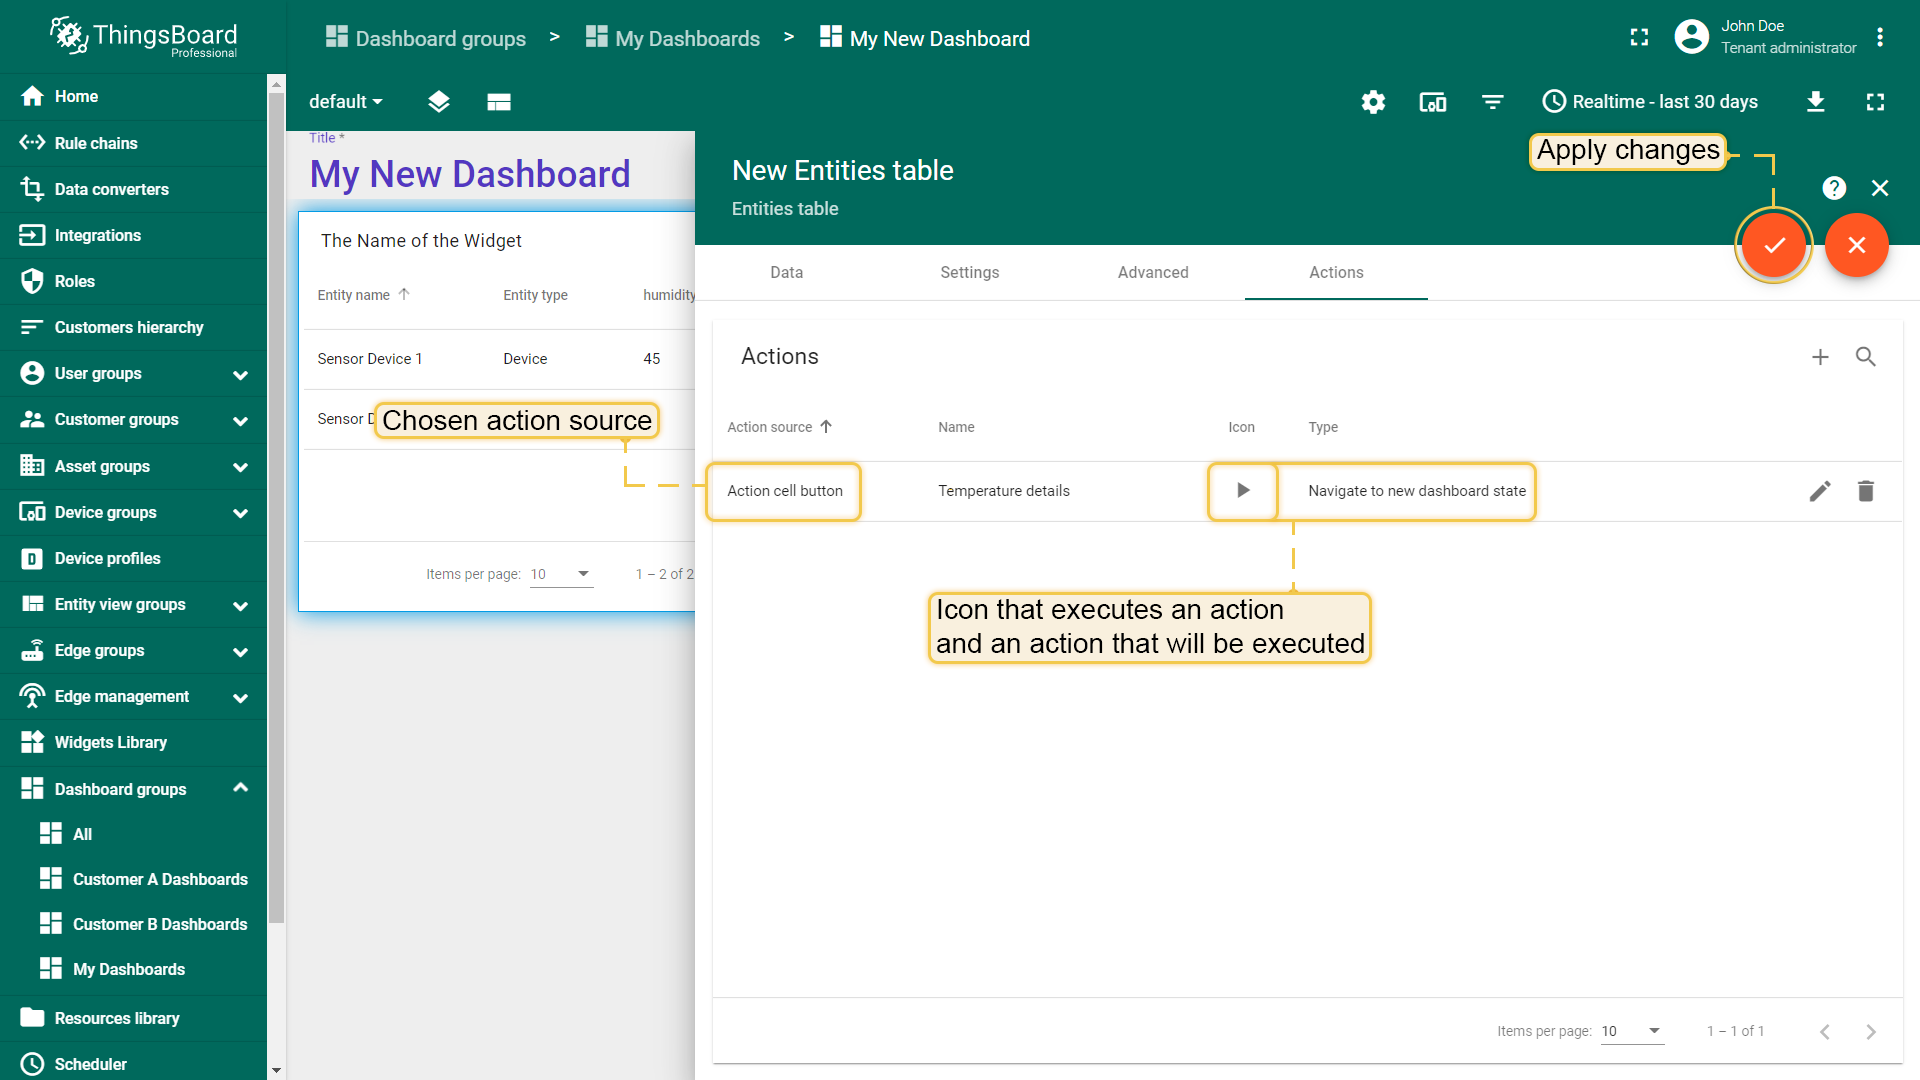 ThingsBoard
Professional
Dashboard groups > My Dashboards > My New Dashboard
John Doe
Tenant administrator
Home
Rule chains
Data converters
Integrations
Roles
Customers hierarchy
User groups
Customer groups
Asset groups
Device groups
D Device profiles
Entity view groups
Edge groups
Edge management
Widgets Library
Dashboard groups
All
Customer A Dashboards
Customer B Dashboards
My Dashboards
Resources library
Scheduler
default
Realtime - last 30 days
Title *
My New Dashboard
The Name of the Widget
Entity name Entity type humidity
Sensor Device 1 Device 45
Sensor D
Chosen action source
Items per page: 10 1 – 2 of 2
New Entities table
Entities table
Apply changes
?
Data Settings Advanced Actions
Actions
Action source Name Icon Type
Action cell button Temperature details Navigate to new dashboard state
Icon that executes an action
and an action that will be executed
Items per page: 10 1 – 1 of 1